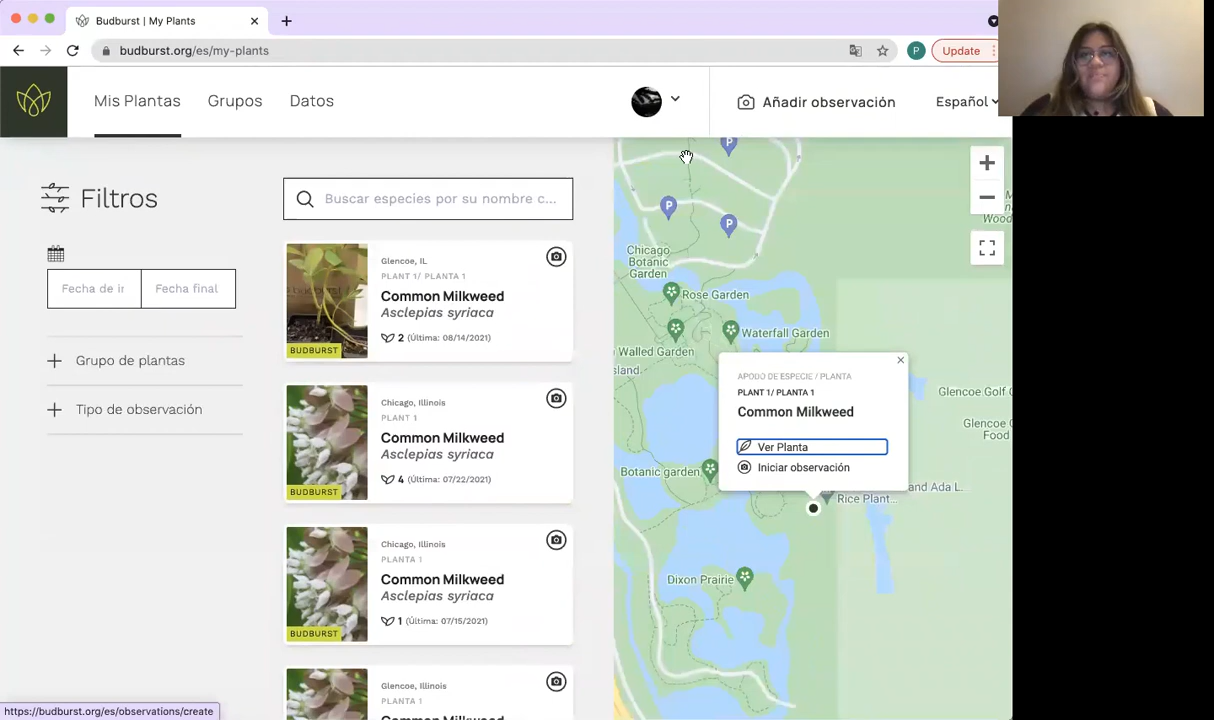 Budburst | My Plants
budburst.org/es/my-plants
P
Update
Mis Plantas
Grupos
Datos
Añadir observación
Español
Filtros
Fecha de ir
Fecha final
Grupo de plantas
Tipo de observación
Buscar especies por su nombre c...
Glencoe, IL
PLANT 1/ PLANTA 1
Common Milkweed
Asclepias syriaca
2 (Última: 08/14/2021)
BUDBURST
Chicago, Illinois
PLANT 1
Common Milkweed
Asclepias syriaca
4 (Última: 07/22/2021)
BUDBURST
Chicago, Illinois
PLANTA 1
Common Milkweed
Asclepias syriaca
1 (Última: 07/15/2021)
BUDBURST
Glencoe, Illinois
PLANTA 1
Common Milkweed
P
P
P
Chicago
Botanic
Garden
Rose Garden
Waterfall Garden
Walled Garden
sland.
Botanic garden
Dixon Prairie
Wood
Glencoe Golf C
Glencoe
Food
and Ada L.
Rice Plant...
APODO DE ESPECIE / PLANTA
PLANT 1/ PLANTA 1
Common Milkweed
Ver Planta
Iniciar observación
https://budburst.org/es/observations/create